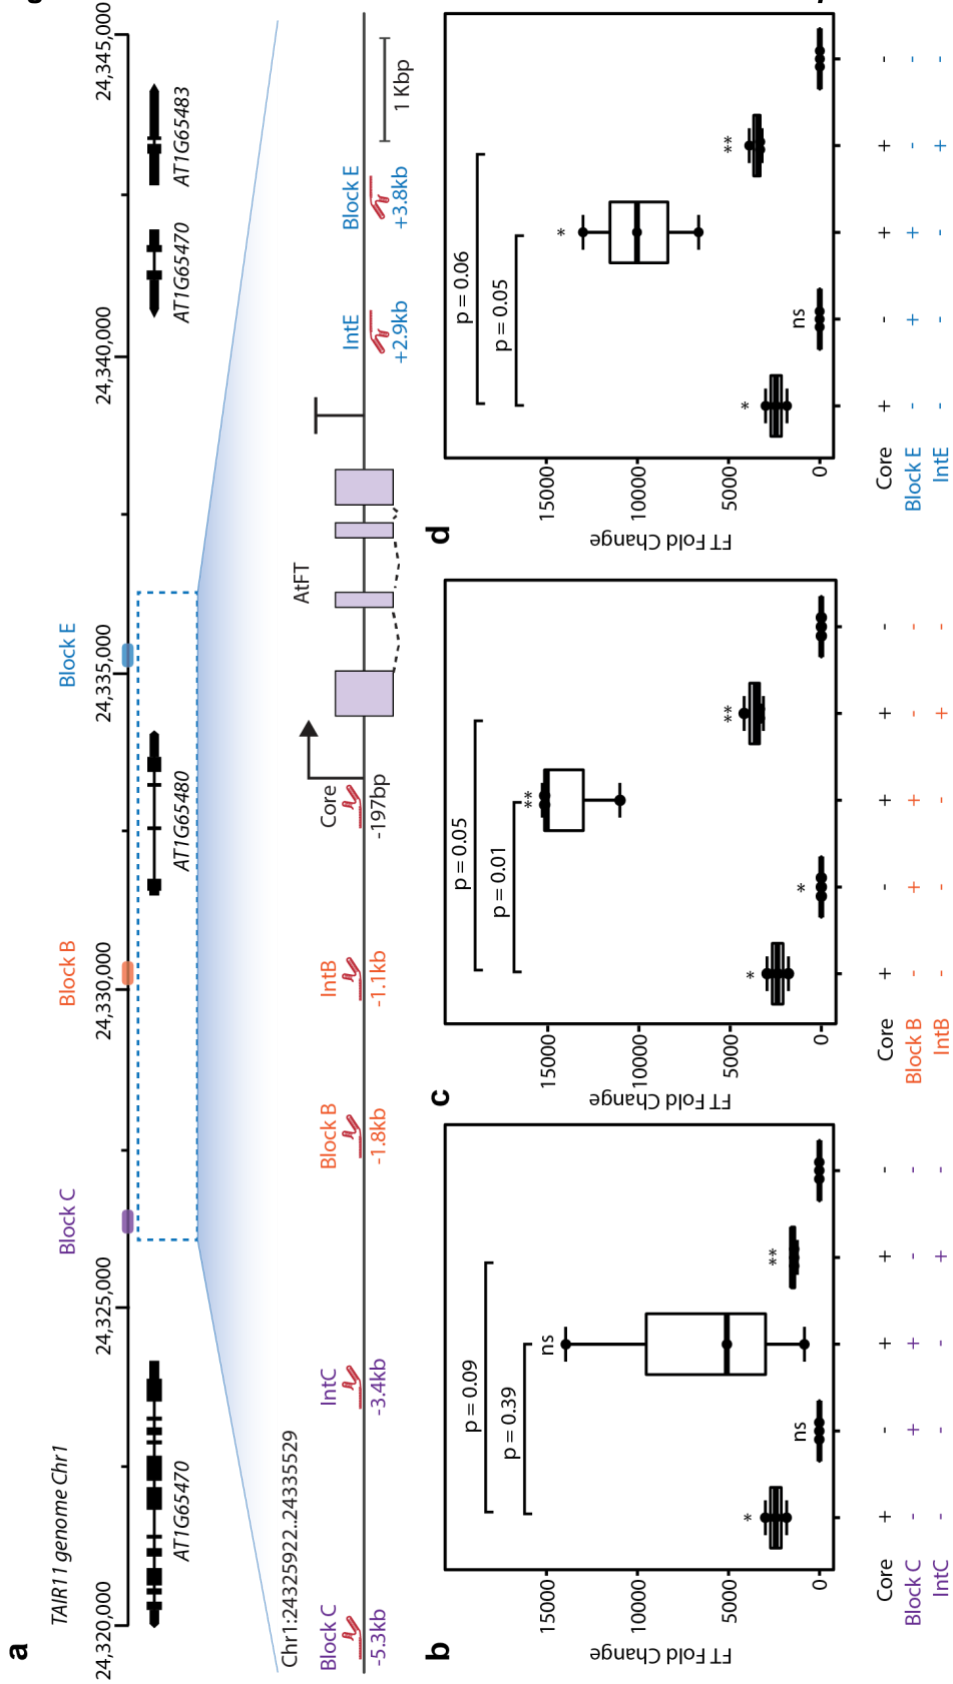 a
TAIR11 genome Chr1
Block C
Block B
Block E
24,320,000
24,325,000
24,330,000
24,335,000
24,340,000
24,345,000
AT1G65470
AT1G65480
AT1G65470
AT1G65483
Chr1:24325922..24335529
AtFT
Block C
IntC
Block B
IntB
Core
IntE
Block E
-5.3kb
-3.4kb
-1.8kb
-1.1kb
-197bp
+2.9kb
+3.8kb
1 Kbp
b
FT Fold Change
15000
10000
5000
0
p = 0.09
p = 0.39
* ns ns **
Core + - + + -
Block C - + + - -
IntC - - - + -
c
FT Fold Change
15000
10000
5000
0
p = 0.05
p = 0.01
* * ** **
Core + - + + -
Block B - + + - -
IntB - - - + -
d
FT Fold Change
15000
10000
5000
0
p = 0.06
p = 0.05
* ns * **
Core + - + + -
Block E - + + - -
IntE - - - + -